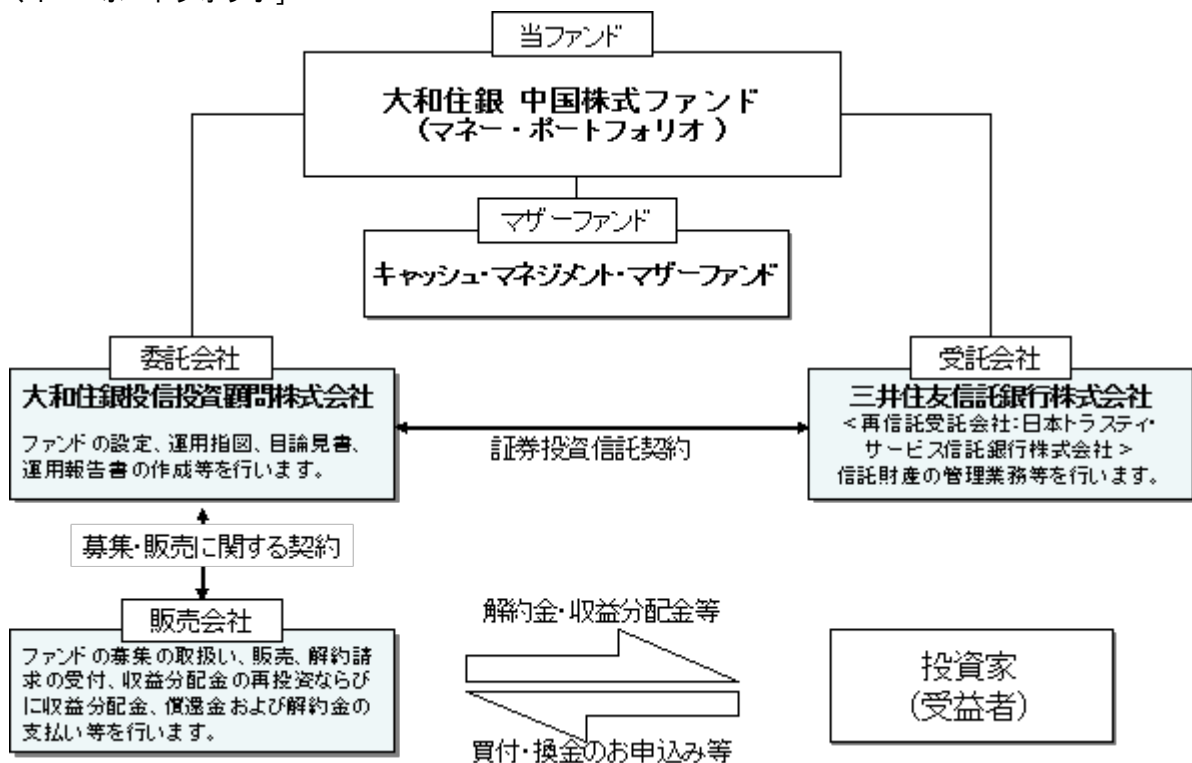 当ファンド
大和住銀 中国株式ファンド
(マネー・ポートフォリオ )
マザーファンド
キャッシュ・マネジメント・マザーファンド
委託会社
大和住銀投信投資顧問株式会社
ファンドの設定、運用指図、目論見書、
運用報告書の作成等を行います。
証券投資信託契約
受託会社
三井住友信託銀行株式会社
<再信託受託会社:日本トラスティ・
サービス信託銀行株式会社>
信託財産の管理業務等を行います。
募集・販売に関する契約
販売会社
ファンドの募集の取扱い、販売、解約請
求の受付、収益分配金の再投資ならび
に収益分配金、償還金および解約金の
支払い等を行います。
解約金・収益分配金等
買付・換金のお申込み等
投資家
(受益者)